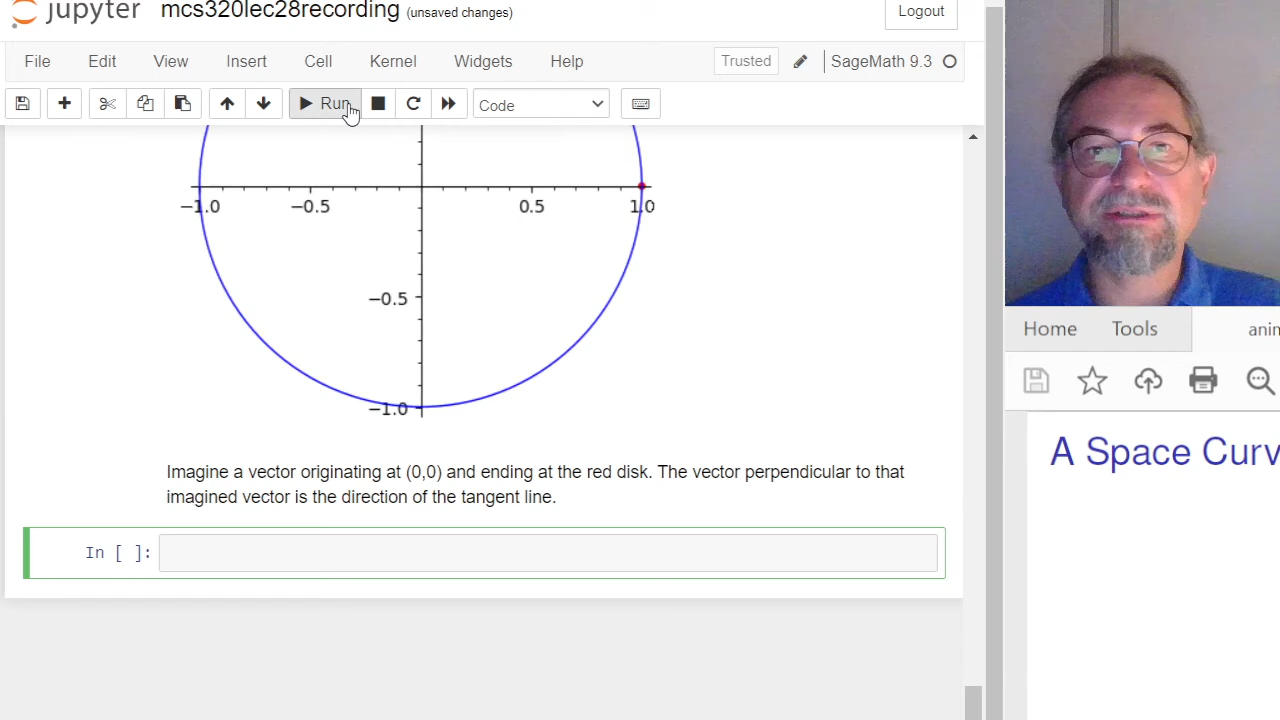 jupyter mcs320lec28recording (unsaved changes) Logout
File Edit View Insert Cell Kernel Widgets Help Trusted SageMath 9.3
Run Code
−1.0 −0.5 0.5 1.0
−0.5
−1.0
Imagine a vector originating at (0,0) and ending at the red disk. The vector perpendicular to that
imagined vector is the direction of the tangent line.
In [ ]:
Home Tools anim
A Space Curv